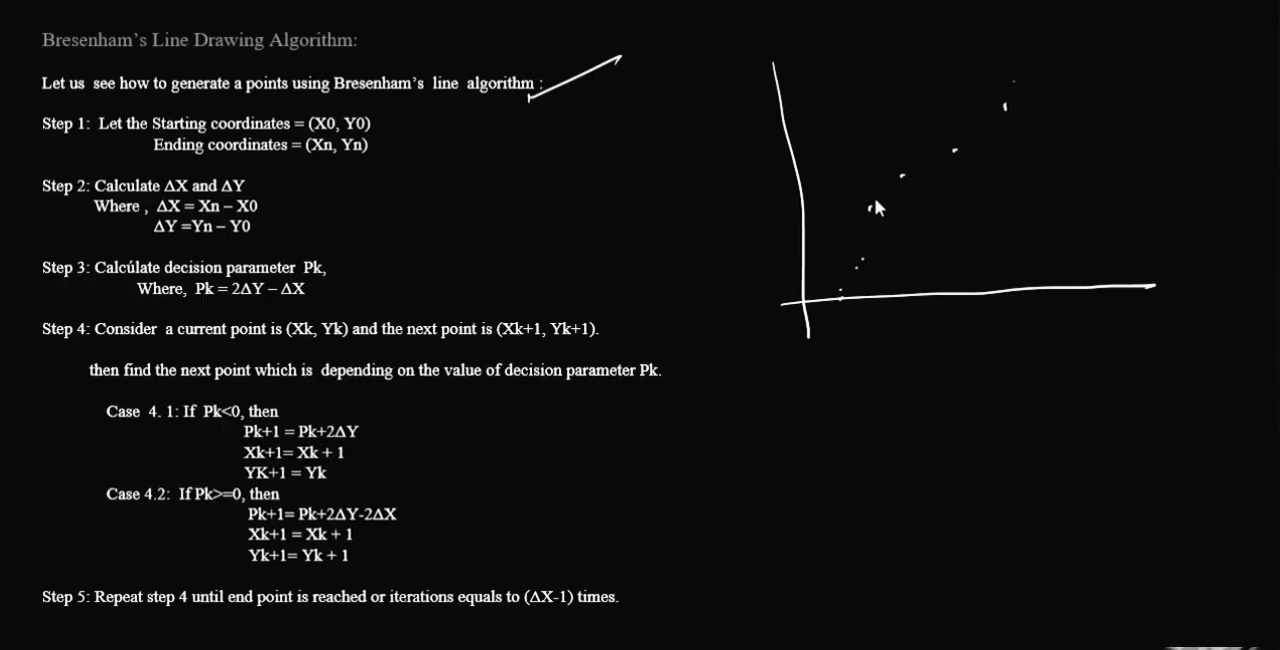 Bresenham's Line Drawing Algorithm:
Let us see how to generate a points using Bresenham's line algorithm :
Step 1: Let the Starting coordinates = (X0, Y0)
Ending coordinates = (Xn, Yn)
Step 2: Calculate ΔX and ΔY
Where , ΔX = Xn – X0
ΔY =Yn – Y0
Step 3: Calcúlate decision parameter Pk,
Where, Pk = 2ΔY – ΔX
Step 4: Consider a current point is (Xk, Yk) and the next point is (Xk+1, Yk+1).
then find the next point which is depending on the value of decision parameter Pk.
Case 4. 1: If Pk<0, then
Pk+1 = Pk+2ΔY
Xk+1= Xk + 1
YK+1 = Yk
Case 4.2: If Pk>=0, then
Pk+1= Pk+2ΔY-2ΔX
Xk+1 = Xk + 1
Yk+1= Yk + 1
Step 5: Repeat step 4 until end point is reached or iterations equals to (ΔX-1) times.